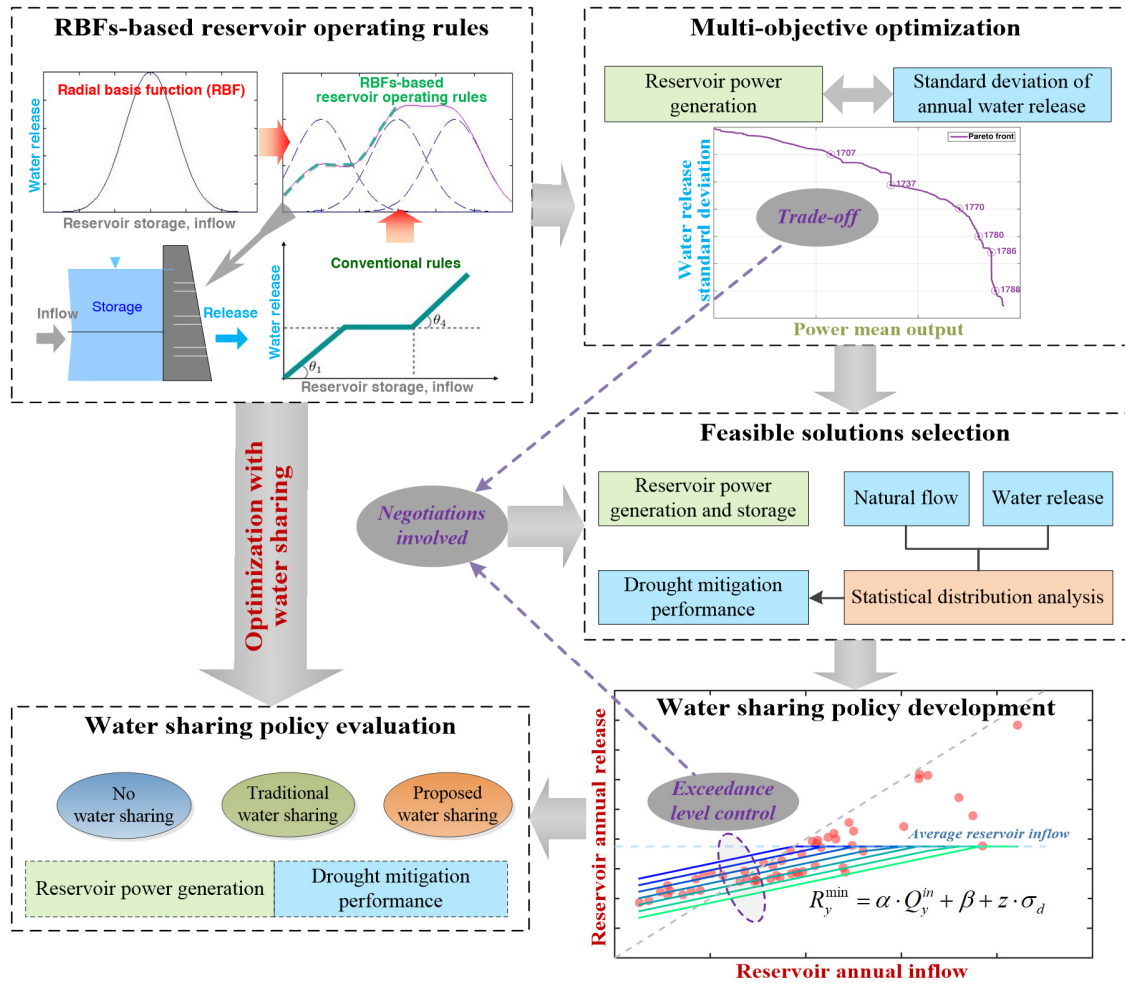 RBFs-based reservoir operating rules
Radial basis function (RBF)
Water release
Reservoir storage, inflow
RBFs-based
reservoir operating rules
Inflow
Storage
Release
Conventional rules
Water release
θ1
θ4
Reservoir storage, inflow
Multi-objective optimization
Reservoir power
generation
Standard deviation of
annual water release
Water release
standard deviation
Pareto front
1707
1737
1770
1780
1786
1788
Trade-off
Power mean output
Optimization with
water sharing
Negotiations
involved
Feasible solutions selection
Reservoir power
generation and storage
Natural flow
Water release
Drought mitigation
performance
Statistical distribution analysis
Water sharing policy evaluation
No
water sharing
Traditional
water sharing
Proposed
water sharing
Reservoir power generation
Drought mitigation
performance
Water sharing policy development
Reservoir annual release
Exceedance
level control
Average reservoir inflow
R_y^min = α · Q_y^in + β + z · σ_d
Reservoir annual inflow